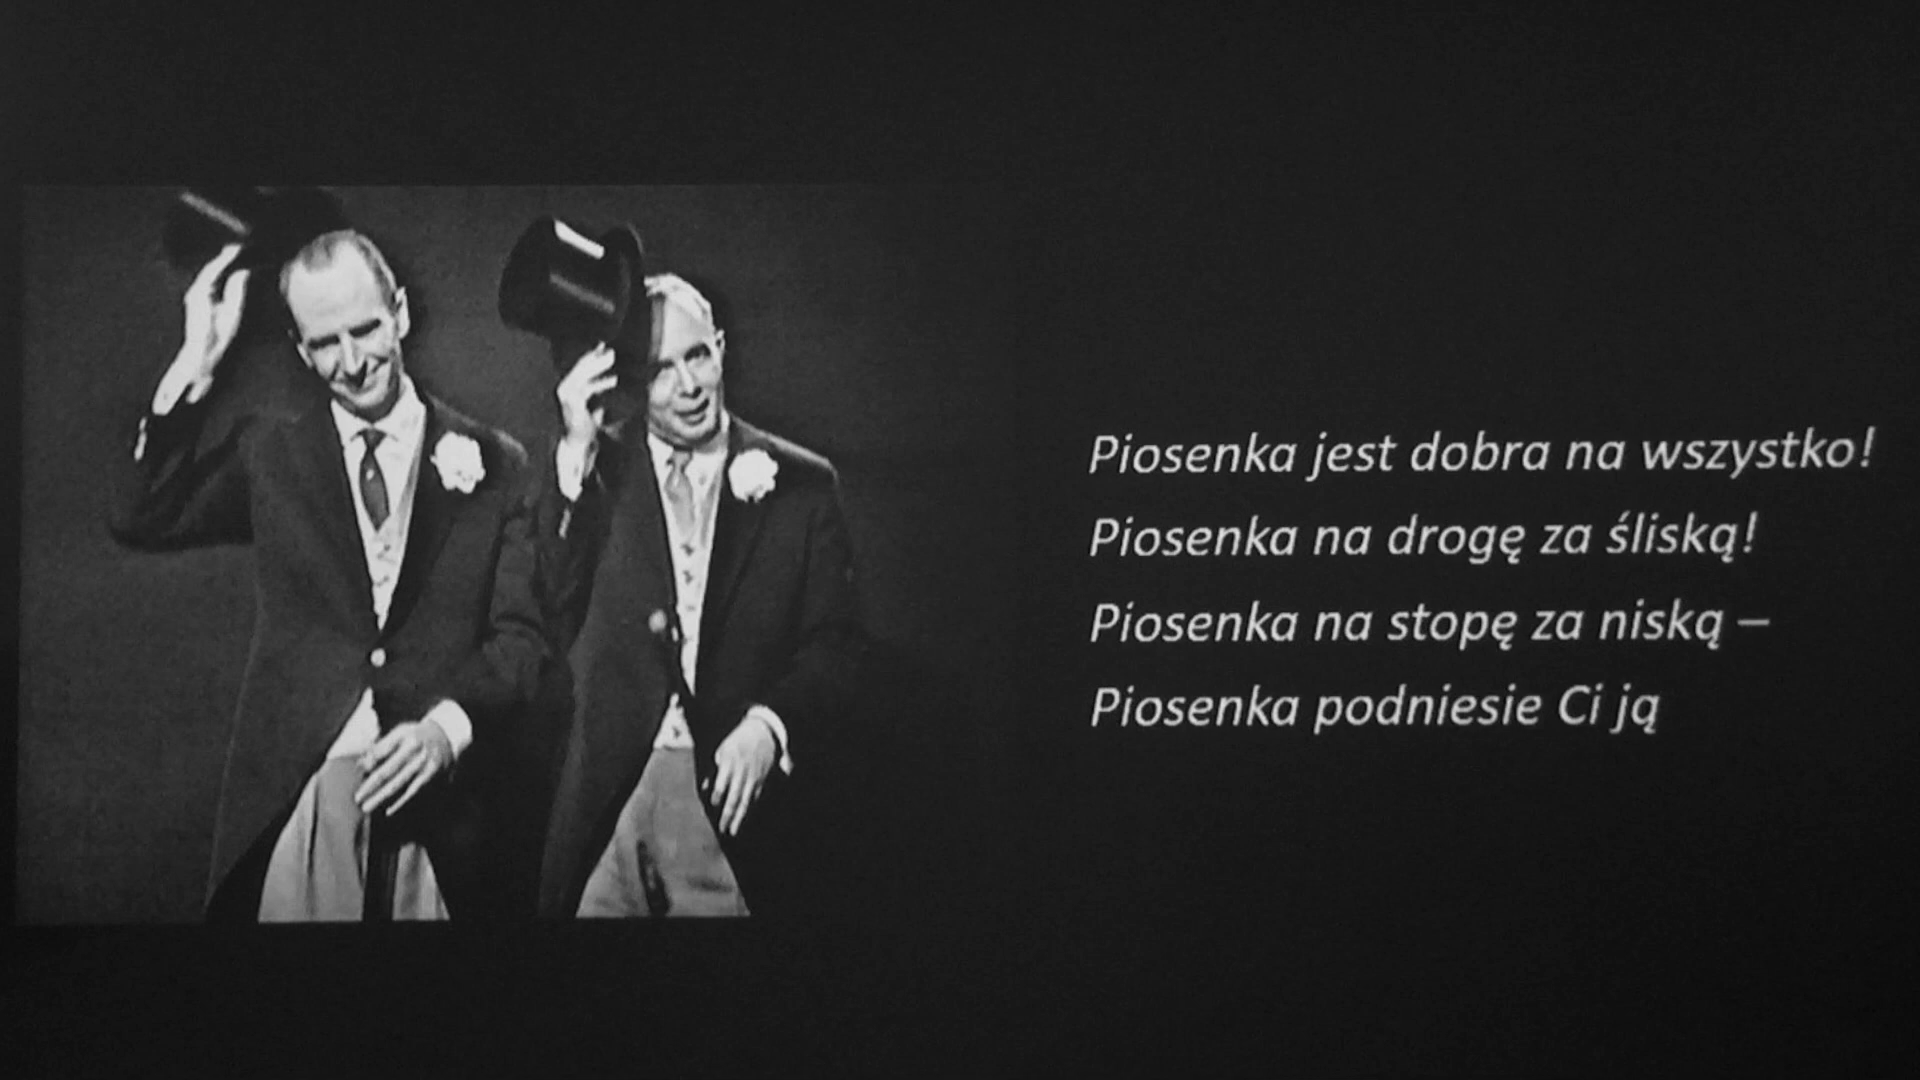 Piosenka jest dobra na wszystko!
Piosenka na drogę za śliską!
Piosenka na stopę za niską –
Piosenka podniesie Ci ją